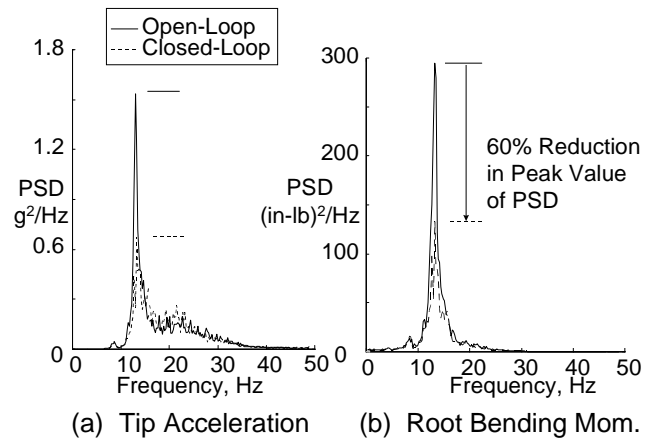 Open-Loop
Closed-Loop
1.8
1.2
PSD
g²/Hz
0.6
0
0 10 20 30 40 50
Frequency, Hz
(a) Tip Acceleration
300
200
PSD
(in-lb)²/Hz
100
0
0 10 20 30 40 50
Frequency, Hz
60% Reduction
in Peak Value
of PSD
(b) Root Bending Mom.